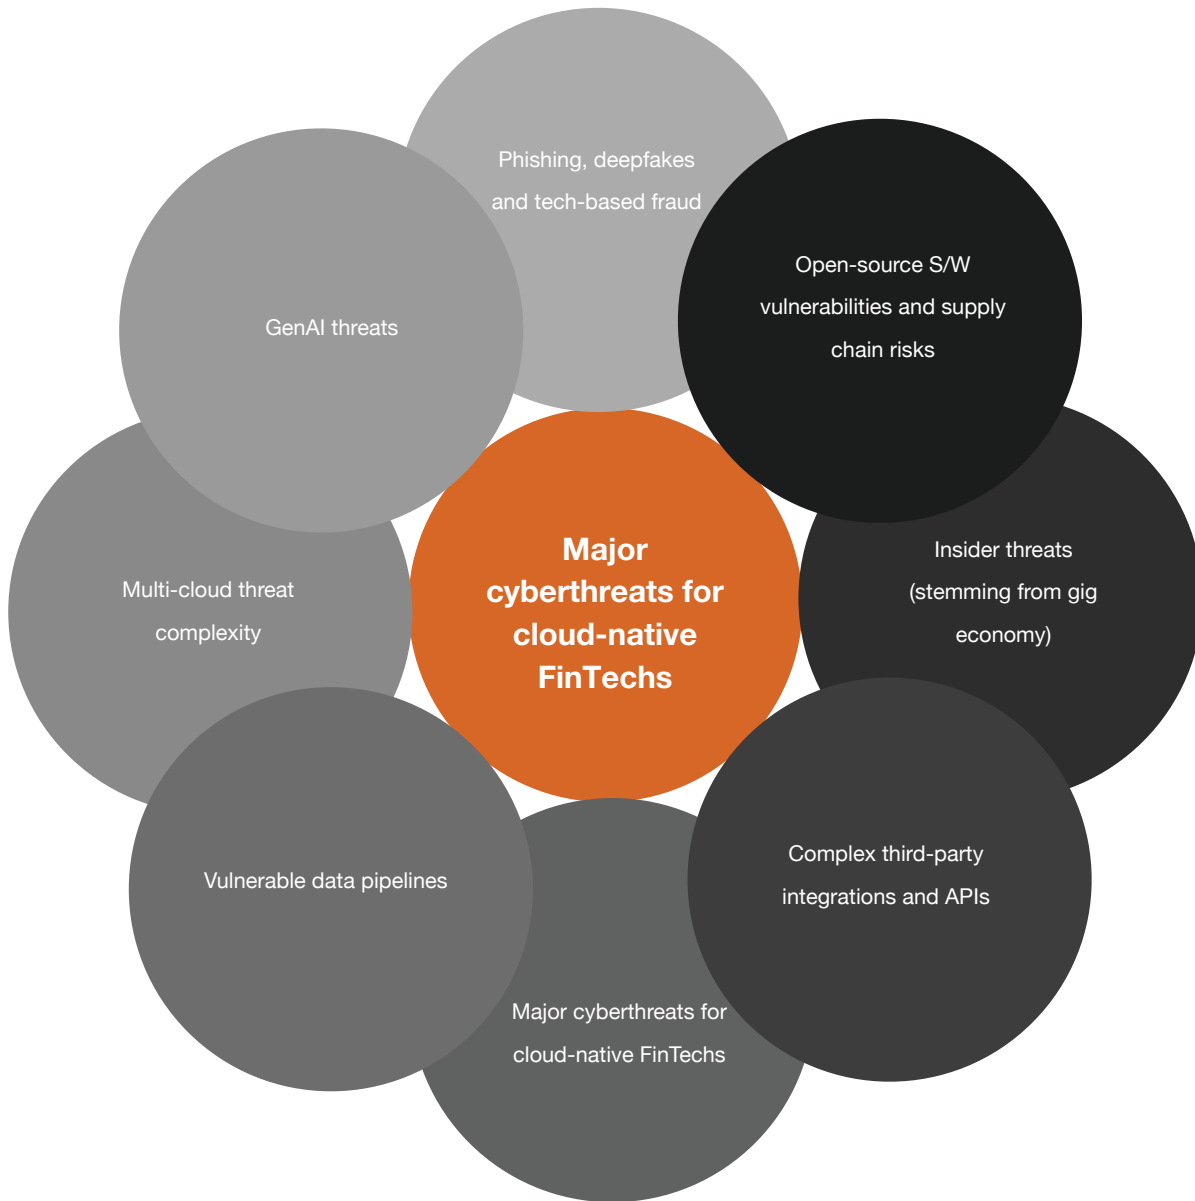 Phishing, deepfakes
and tech-based fraud
Open-source S/W
vulnerabilities and supply
chain risks
GenAI threats
Major
cyberthreats for
cloud-native
FinTechs
Insider threats
(stemming from gig
economy)
Multi-cloud threat
complexity
Complex third-party
integrations and APIs
Vulnerable data pipelines
Major cyberthreats for
cloud-native FinTechs